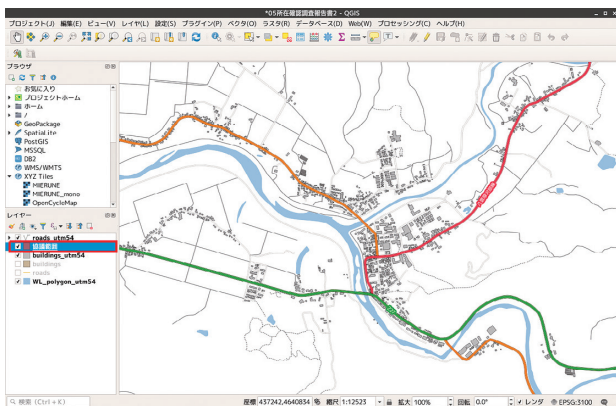 *05所在確認調査報告書2 - QGIS
プロジェクト(J) 編集(E) ビュー(V) レイヤ(L) 設定(S) プラグイン(P) ベクタ(O) ラスタ(R) データベース(D) Web(W) プロセッシング(C) ヘルプ(H)
ブラウザ
お気に入り
プロジェクトホーム
ホーム
/
GeoPackage
SpatiaLite
PostGIS
MSSQL
DB2
WMS/WMTS
XYZ Tiles
MIERUNE
MIERUNE_mono
OpenCycleMap
レイヤー
roads_utm54
buildings_utm54
buildings
roads
WL_polygon_utm54
検索 (Ctrl+K)
座標 437242,4640834 縮尺 1:12523 拡大 100% 回転 0.0° レンダ EPSG:3100